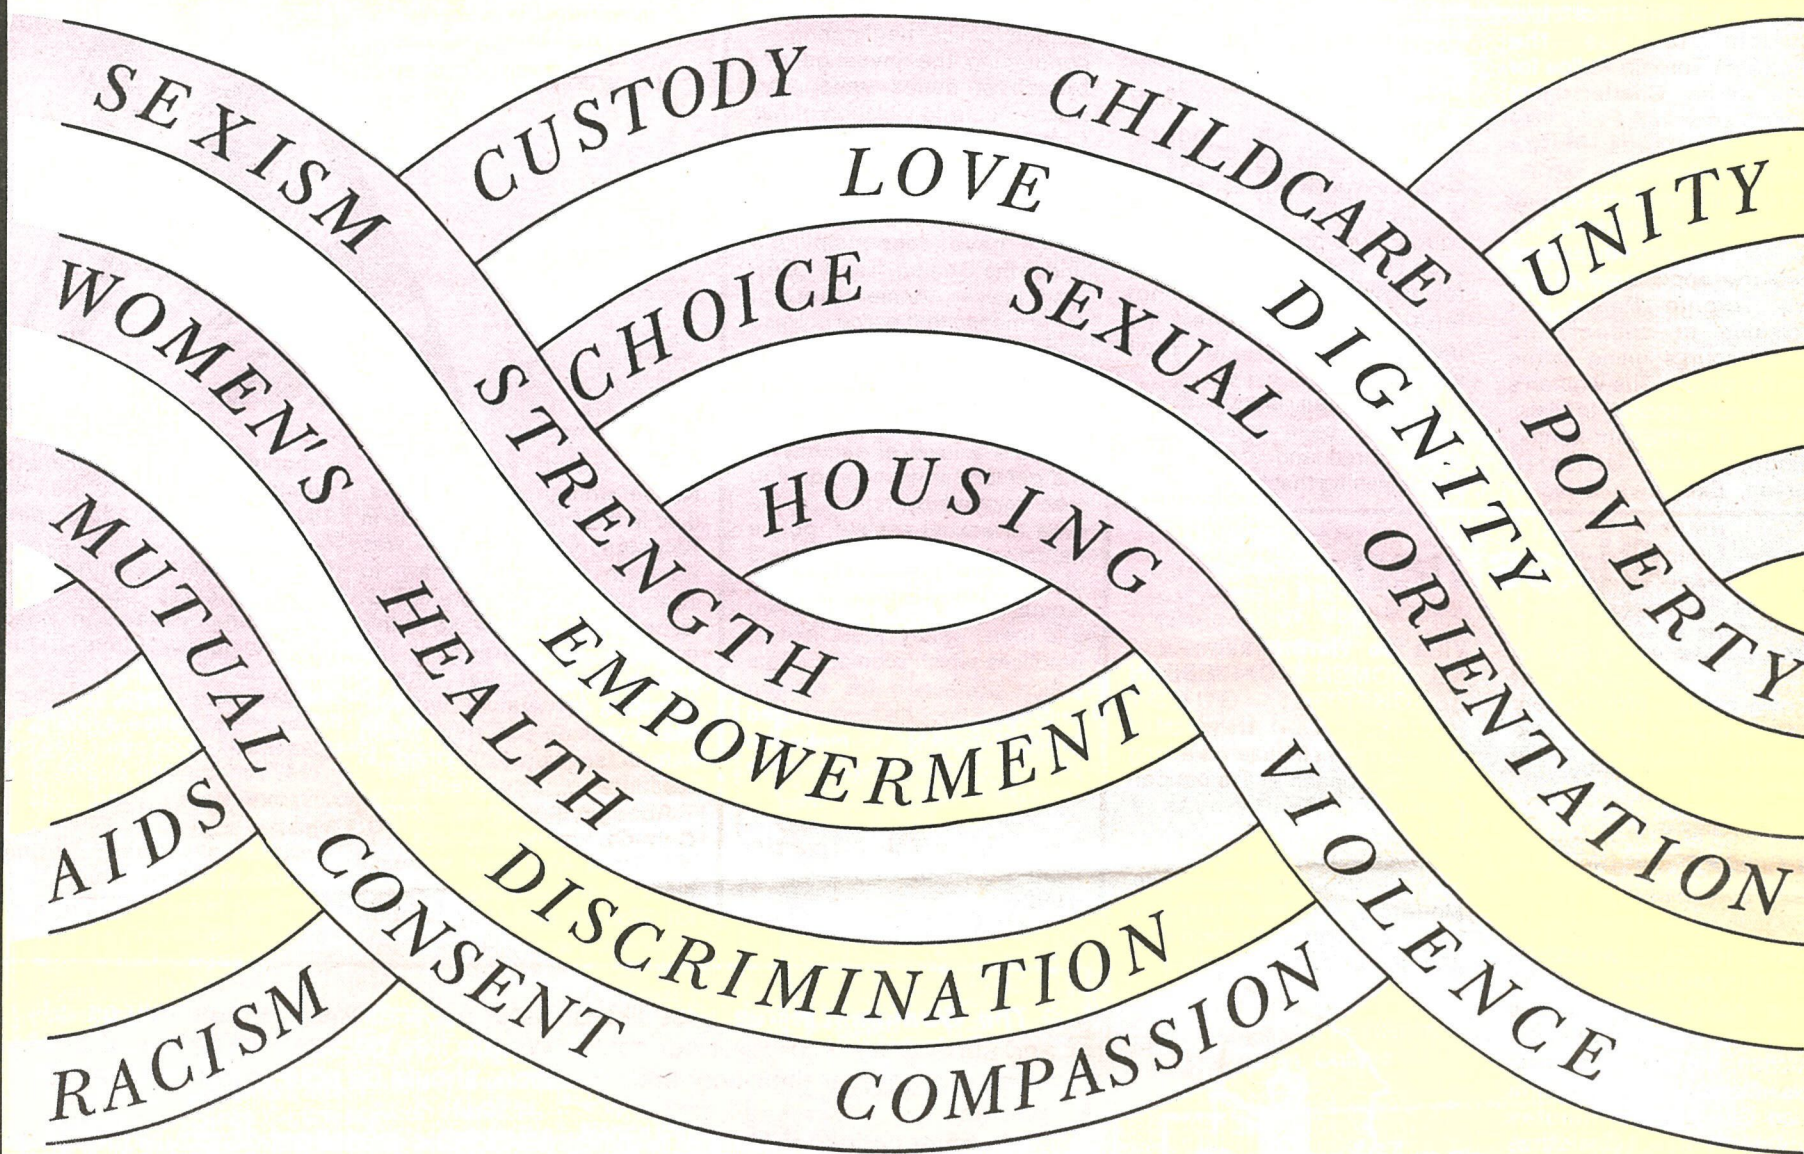 SEXISM
CUSTODY CHILDCARE
LOVE
UNITY
WOMEN'S
CHOICE SEXUAL
DIGNITY
STRENGTH
HOUSING
POVERTY
ORIENTATION
MUTUAL
HEALTH
EMPOWERMENT
VIOLENCE
AIDS
CONSENT
DISCRIMINATION
RACISM
COMPASSION